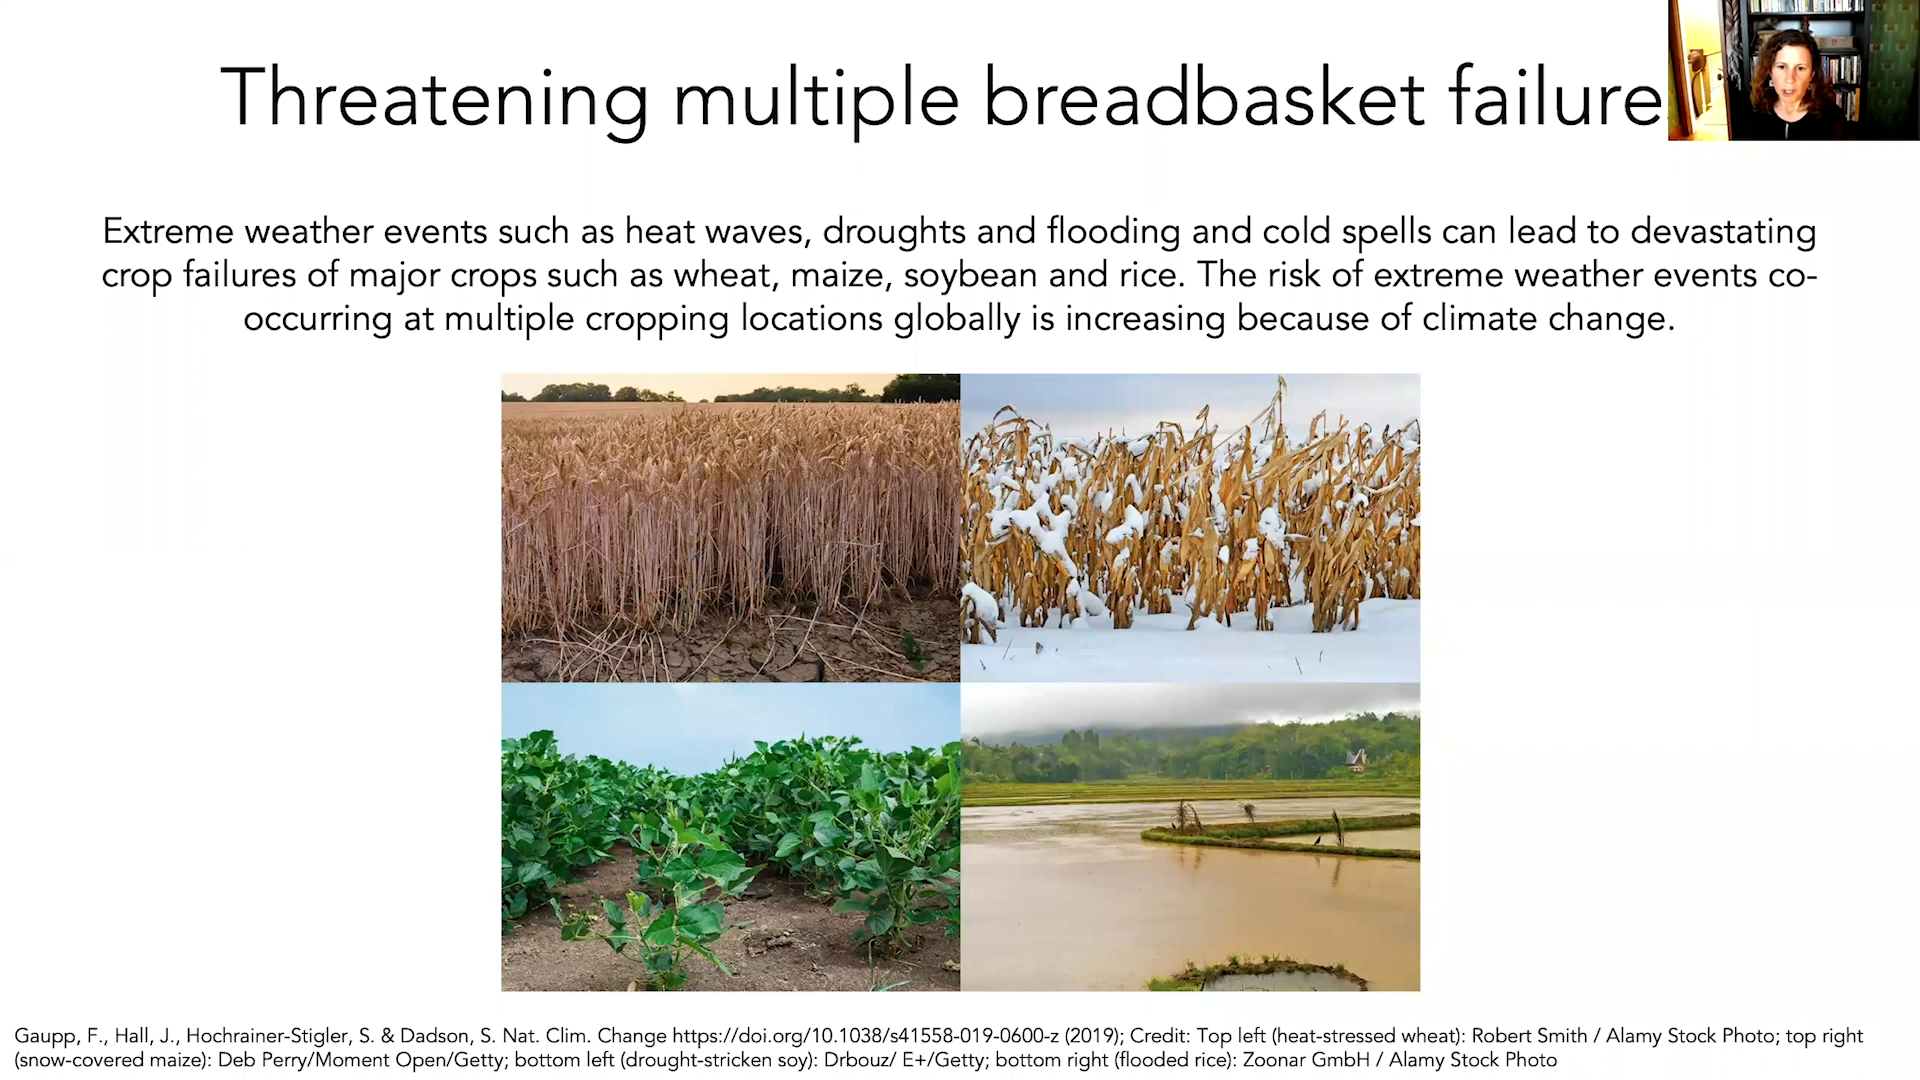 Threatening multiple breadbasket failure
Extreme weather events such as heat waves, droughts and flooding and cold spells can lead to devastating
crop failures of major crops such as wheat, maize, soybean and rice. The risk of extreme weather events co-
occurring at multiple cropping locations globally is increasing because of climate change.
Gaupp, F., Hall, J., Hochrainer-Stigler, S. & Dadson, S. Nat. Clim. Change https://doi.org/10.1038/s41558-019-0600-z (2019); Credit: Top left (heat-stressed wheat): Robert Smith / Alamy Stock Photo; top right
(snow-covered maize): Deb Perry/Moment Open/Getty; bottom left (drought-stricken soy): Drbouz/ E+/Getty; bottom right (flooded rice): Zoonar GmbH / Alamy Stock Photo